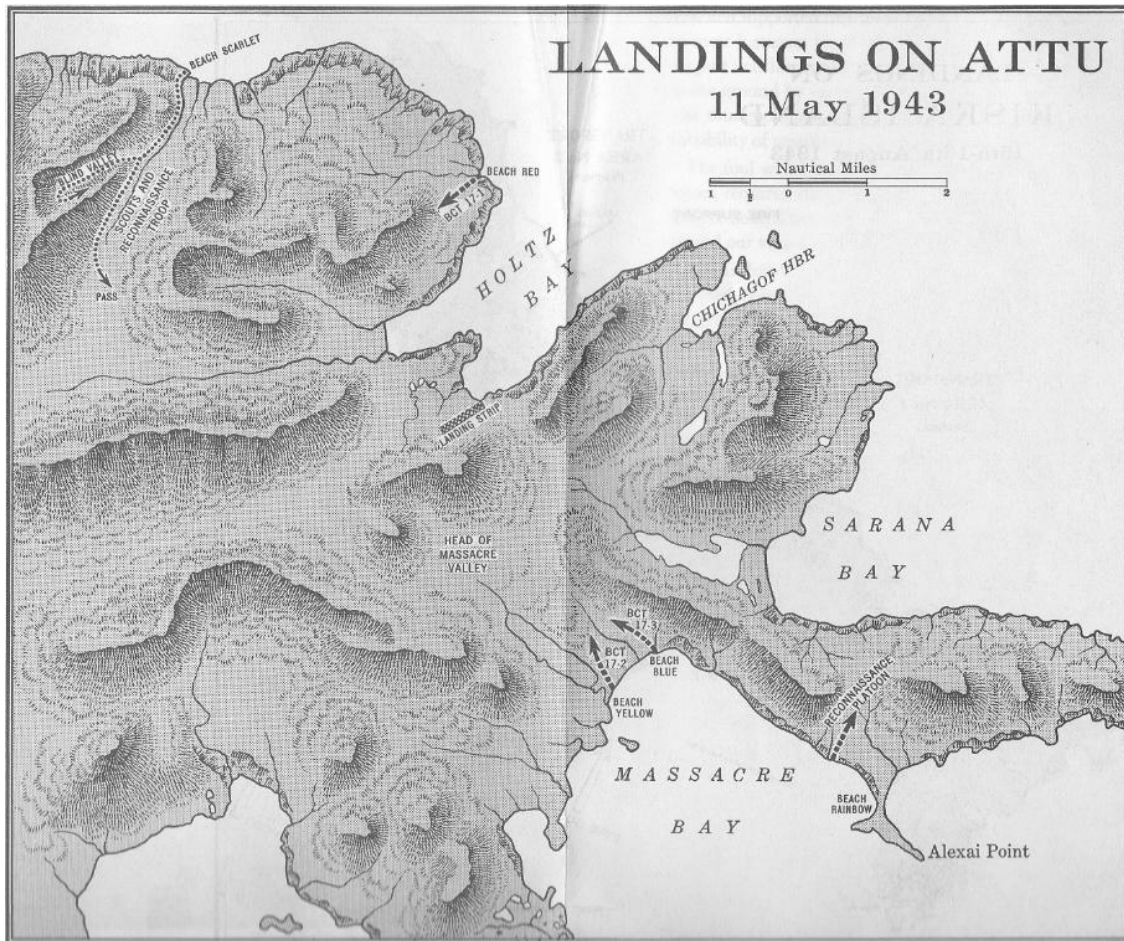 LANDINGS ON ATTU
11 May 1943
Nautical Miles
1 ½ 0 1 2
BEACH SCARLET
BLIND VALLEY
SCOUTS AND
RECONNAISSANCE
TROOP
PASS
BEACH RED
BCT 17-1
HOLTZ
BAY
CHICHAGOF HBR
LANDING STRIP
HEAD OF
MASSACRE
VALLEY
SARANA
BAY
BCT
17-3
BCT
17-2
BEACH
BLUE
BEACH
YELLOW
RECONNAISSANCE
PLATOON
MASSACRE
BAY
BEACH
RAINBOW
Alexai Point